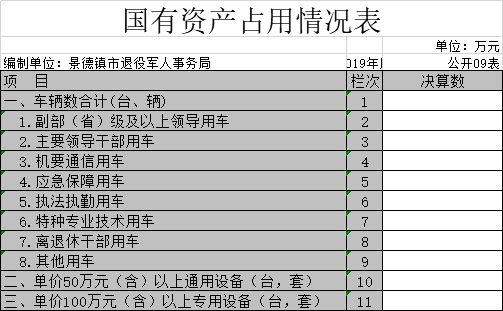 国有资产占用情况表
单位：万元
编制单位：景德镇市退役军人事务局 019年 公开09表
项 目 栏次 决算数
一、车辆数合计(台、辆) 1
1.副部（省）级及以上领导用车 2
2.主要领导干部用车 3
3.机要通信用车 4
4.应急保障用车 5
5.执法执勤用车 6
6.特种专业技术用车 7
7.离退休干部用车 8
8.其他用车 9
二、单价50万元（含）以上通用设备（台，套） 10
三、单价100万元（含）以上专用设备（台，套） 11